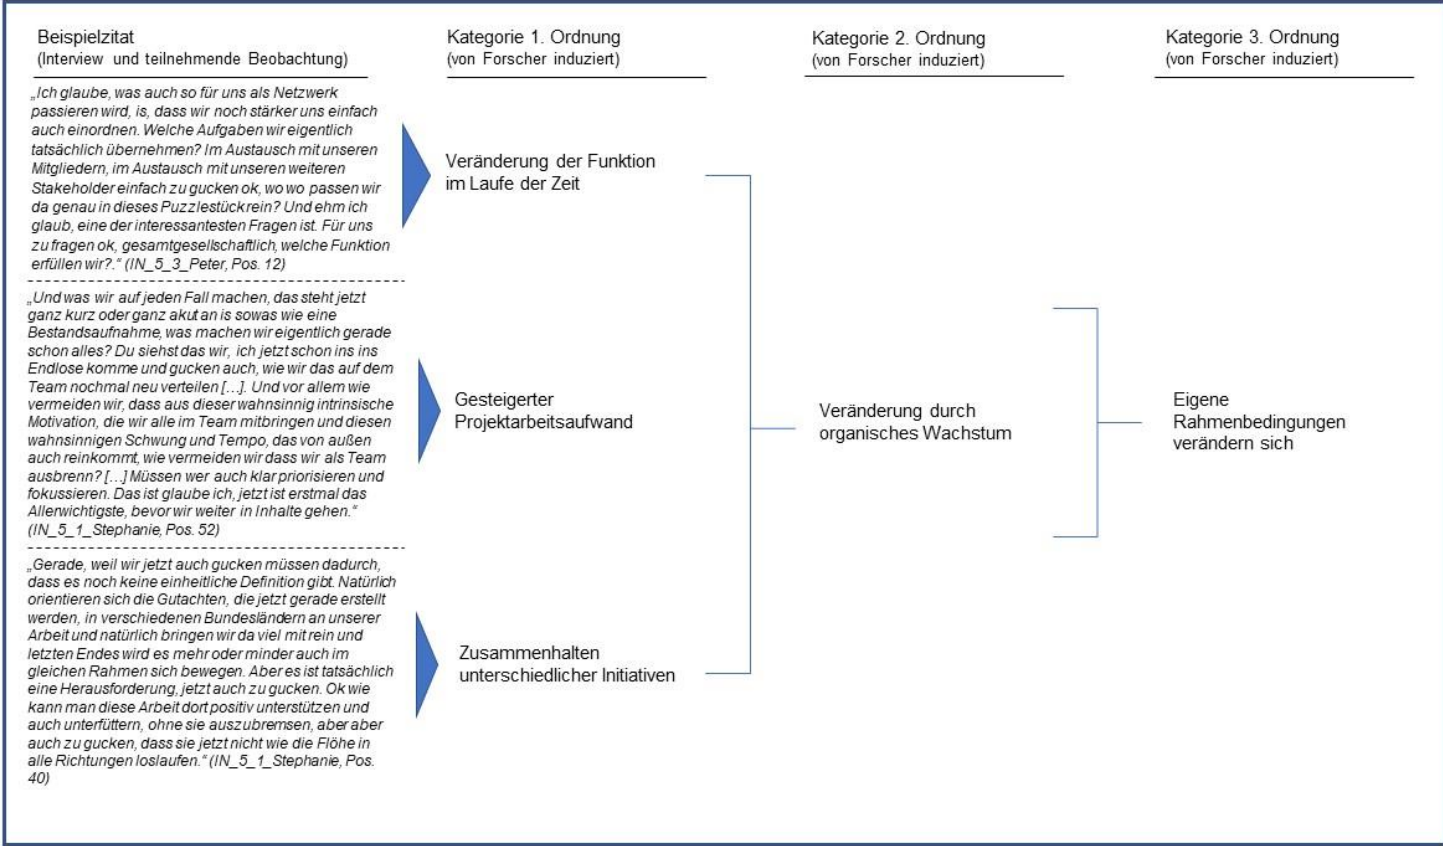 Beispielzitat
(Interview und teilnehmende Beobachtung)
Kategorie 1. Ordnung
(von Forscher induziert)
Kategorie 2. Ordnung
(von Forscher induziert)
Kategorie 3. Ordnung
(von Forscher induziert)
„Ich glaube, was auch so für uns als Netzwerk
passieren wird, is, dass wir noch stärker uns einfach
auch einordnen. Welche Aufgaben wir eigentlich
tatsächlich übernehmen? Im Austausch mit unseren
Mitgliedern, im Austausch mit unseren weiteren
Stakeholder einfach zu gucken ok, wo wo passen wir
da genau in dieses Puzzlestück rein? Und ehm ich
glaub, eine der interessantesten Fragen ist. Für uns
zu fragen ok, gesamtgesellschaftlich, welche Funktion
erfüllen wir?.“ (IN_5_3_Peter, Pos. 12)
Veränderung der Funktion
im Laufe der Zeit
„Und was wir auf jeden Fall machen, das steht jetzt
ganz kurz oder ganz akut an is sowas wie eine
Bestandsaufnahme, was machen wir eigentlich gerade
schon alles? Du siehst das wir, ich jetzt schon ins ins
Endlose komme und gucken auch, wie wir das auf dem
Team nochmal neu verteilen […]. Und vor allem wie
vermeiden wir, dass aus dieser wahnsinnig intrinsische
Motivation, die wir alle im Team mitbringen und diesen
wahnsinnigen Schwung und Tempo, das von außen
auch reinkommt, wie vermeiden wir dass wir als Team
ausbrenn? […] Müssen wer auch klar priorisieren und
fokussieren. Das ist glaube ich, jetzt ist erstmal das
Allerwichtigste, bevor wir weiter in Inhalte gehen.“
(IN_5_1_Stephanie, Pos. 52)
Gesteigerter
Projektarbeitsaufwand
Veränderung durch
organisches Wachstum
Eigene
Rahmenbedingungen
verändern sich
„Gerade, weil wir jetzt auch gucken müssen dadurch,
dass es noch keine einheitliche Definition gibt. Natürlich
orientieren sich die Gutachten, die jetzt gerade erstellt
werden, in verschiedenen Bundesländern an unserer
Arbeit und natürlich bringen wir da viel mit rein und
letzten Endes wird es mehr oder minder auch im
gleichen Rahmen sich bewegen. Aber es ist tatsächlich
eine Herausforderung, jetzt auch zu gucken. Ok wie
kann man diese Arbeit dort positiv unterstützen und
auch unterfüttern, ohne sie auszubremsen, aber aber
auch zu gucken, dass sie jetzt nicht wie die Flöhe in
alle Richtungen loslaufen.“ (IN_5_1_Stephanie, Pos.
40)
Zusammenhalten
unterschiedlicher Initiativen